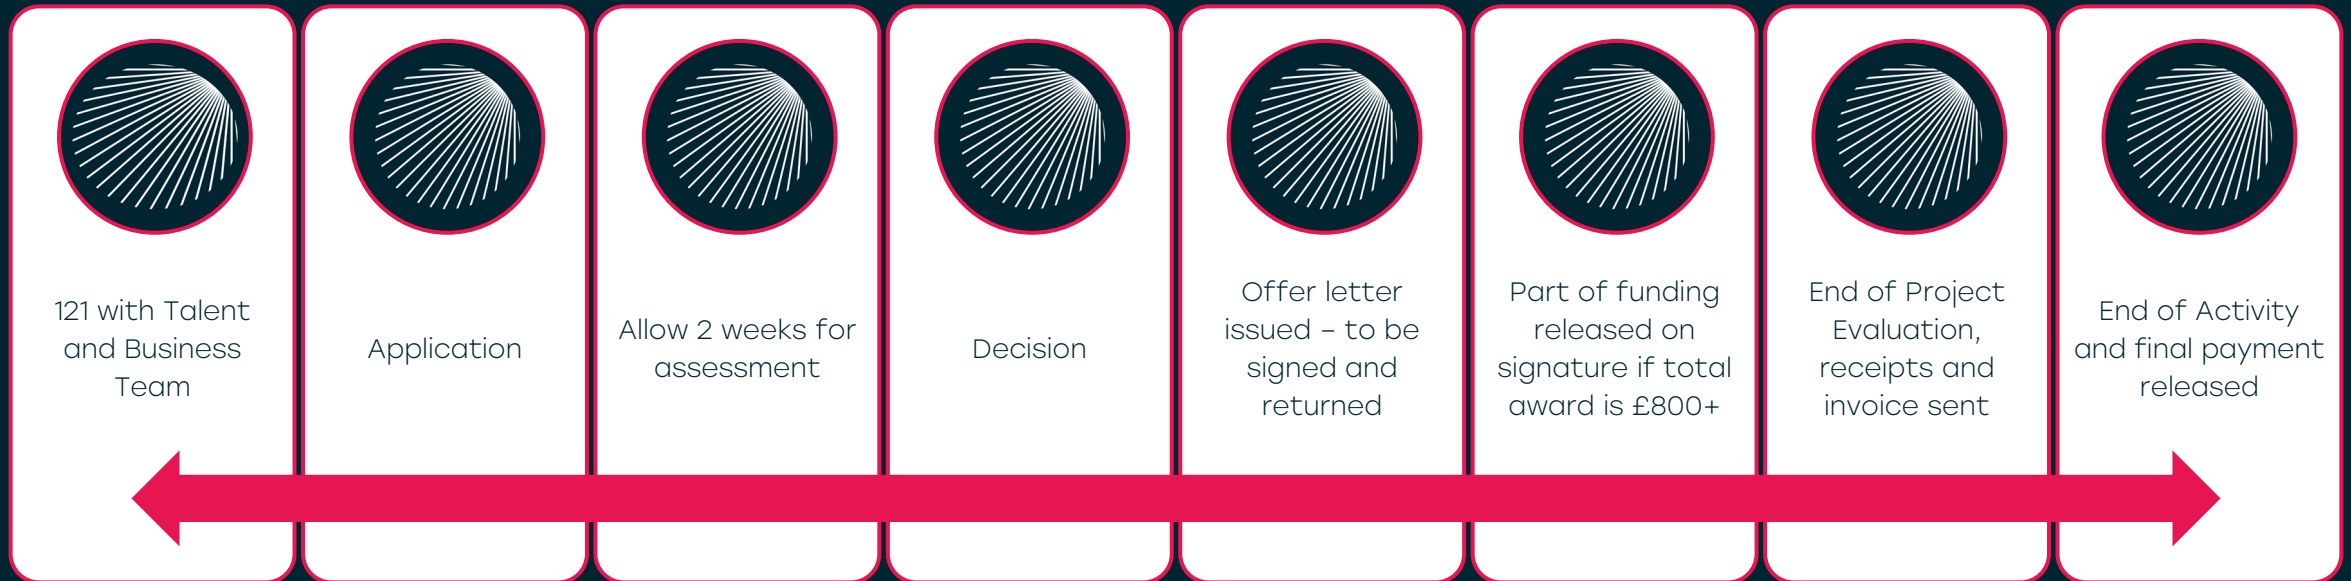 121 with Talent
and Business
Team
Application
Allow 2 weeks for
assessment
Decision
Offer letter
issued – to be
signed and
returned
Part of funding
released on
signature if total
award is £800+
End of Project
Evaluation,
receipts and
invoice sent
End of Activity
and final payment
released